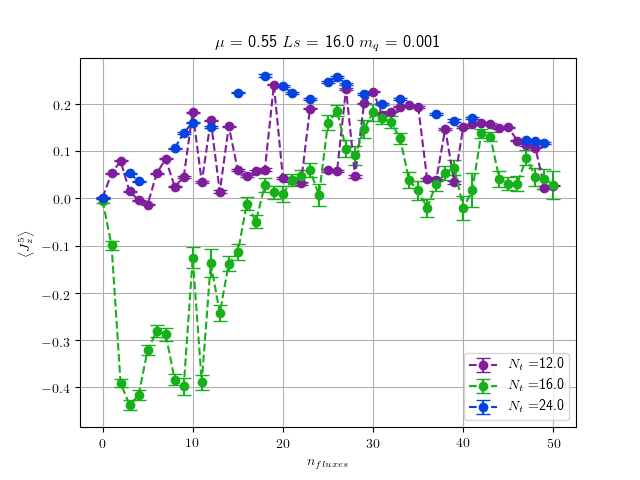 μ = 0.55 Ls = 16.0 m_q = 0.001
⟨J_z^5⟩
0.2
0.1
0.0
−0.1
−0.2
−0.3
−0.4
N_t =12.0
N_t =16.0
N_t =24.0
0 10 20 30 40 50
n_{fluxes}